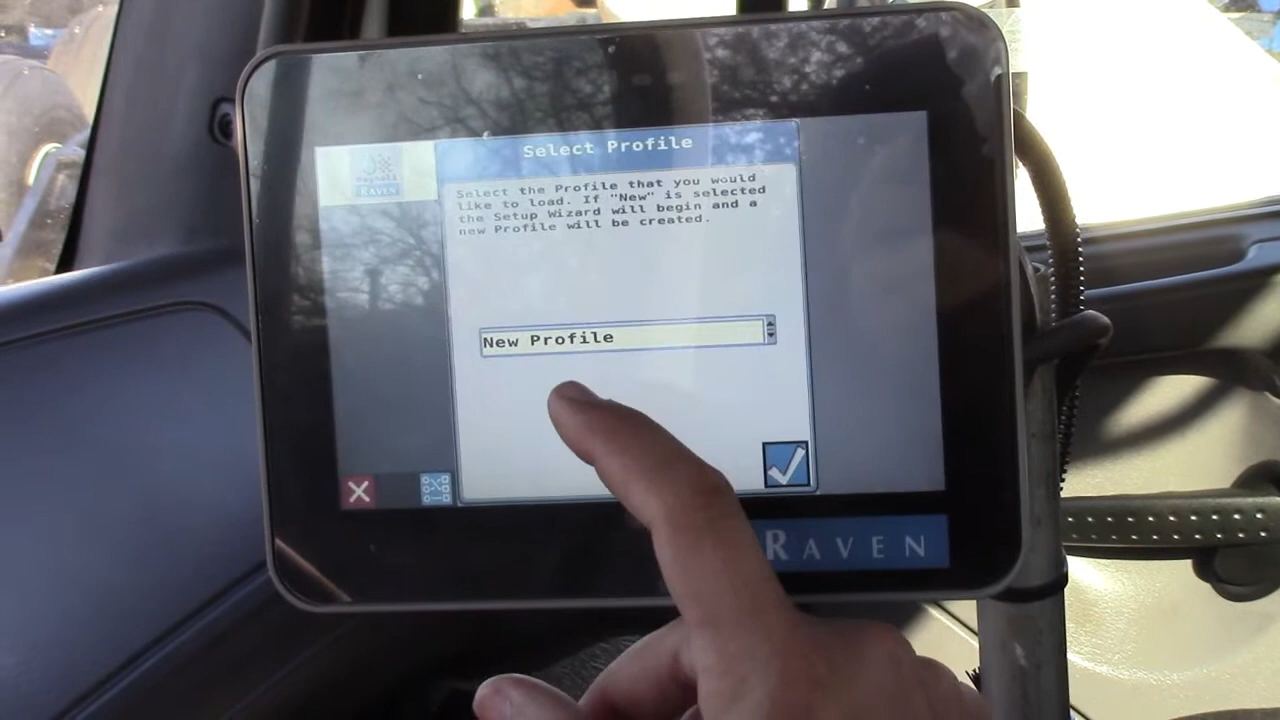 Select Profile
RAVEN
Select the Profile that you would
like to load. If "New" is selected
the Setup Wizard will begin and a
new Profile will be created.
New Profile
RAVEN